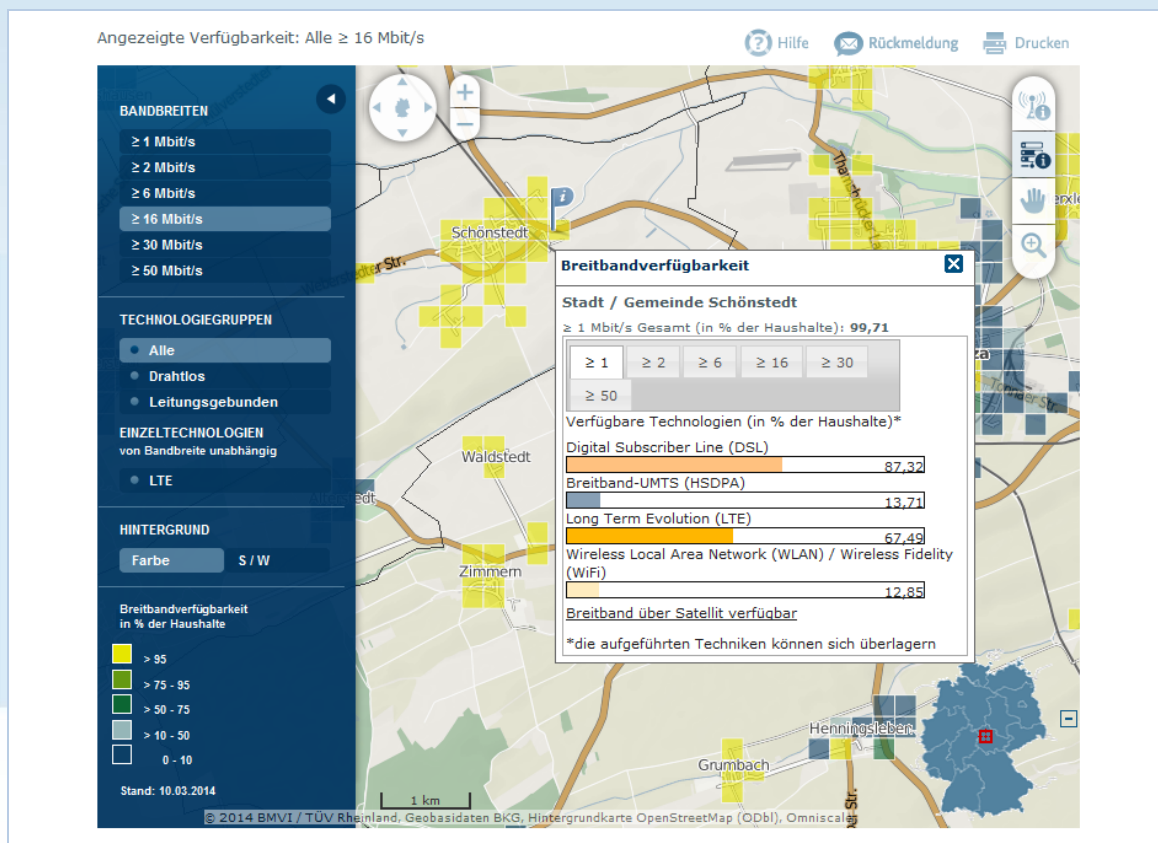 Angezeigte Verfügbarkeit: Alle ≥ 16 Mbit/s
Hilfe
Rückmeldung
Drucken
BANDBREITEN
≥ 1 Mbit/s
≥ 2 Mbit/s
≥ 6 Mbit/s
≥ 16 Mbit/s
≥ 30 Mbit/s
≥ 50 Mbit/s
TECHNOLOGIEGRUPPEN
Alle
Drahtlos
Leitungsgebunden
EINZELTECHNOLOGIEN
von Bandbreite unabhängig
LTE
HINTERGRUND
Farbe S / W
Breitbandverfügbarkeit
in % der Haushalte
> 95
> 75 - 95
> 50 - 75
> 10 - 50
0 - 10
Stand: 10.03.2014
Schönstedt
Waldstedt
Zimmern
Henningsleben
Grumbach
Breitbandverfügbarkeit
Stadt / Gemeinde Schönstedt
≥ 1 Mbit/s Gesamt (in % der Haushalte): 99,71
≥ 1 ≥ 2 ≥ 6 ≥ 16 ≥ 30
≥ 50
Verfügbare Technologien (in % der Haushalte)*
Digital Subscriber Line (DSL)
87,32
Breitband-UMTS (HSDPA)
13,71
Long Term Evolution (LTE)
67,49
Wireless Local Area Network (WLAN) / Wireless Fidelity
(WiFi)
12,85
Breitband über Satellit verfügbar
*die aufgeführten Techniken können sich überlagern
Tonnaer Str.
Str.
1 km
© 2014 BMVI / TÜV Rheinland, Geobasidaten BKG, Hintergrundkarte OpenStreetMap (ODbl), Omniscale